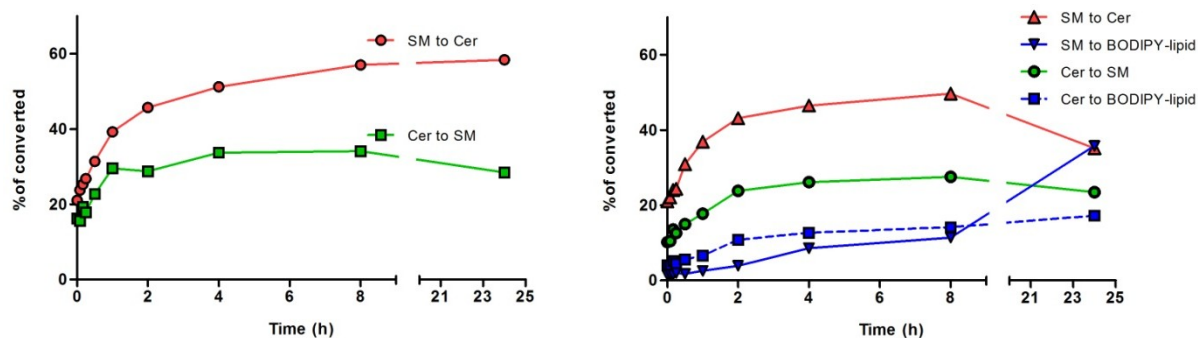 %of converted
60
40
20
0
0
2
4
6
8
21
23
25
Time (h)
SM to Cer
Cer to SM
%of converted
60
40
20
0
0
2
4
6
8
21
23
25
Time (h)
SM to Cer
SM to BODIPY-lipid
Cer to SM
Cer to BODIPY-lipid